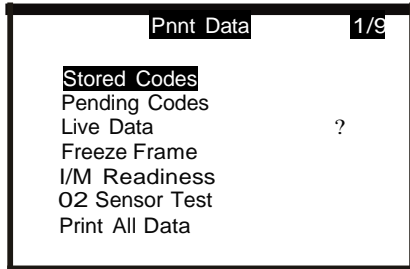 Pnnt Data 1/9
Stored Codes
Pending Codes
Live Data ?
Freeze Frame
I/M Readiness
02 Sensor Test
Print All Data